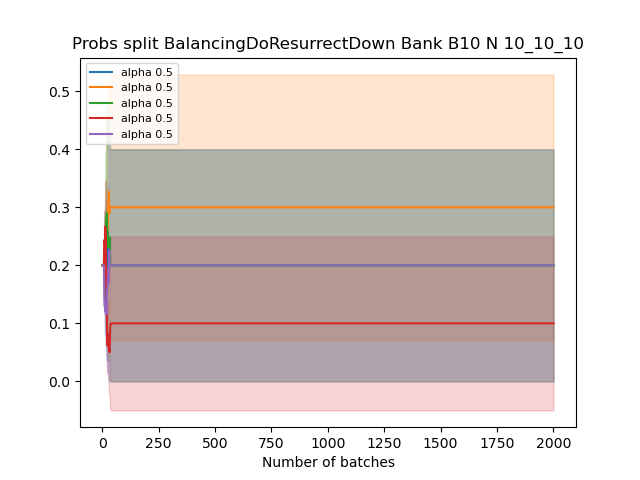 Probs split BalancingDoResurrectDown Bank B10 N 10_10_10
alpha 0.5
alpha 0.5
alpha 0.5
alpha 0.5
alpha 0.5
0.5
0.4
0.3
0.2
0.1
0.0
0 250 500 750 1000 1250 1500 1750 2000
Number of batches